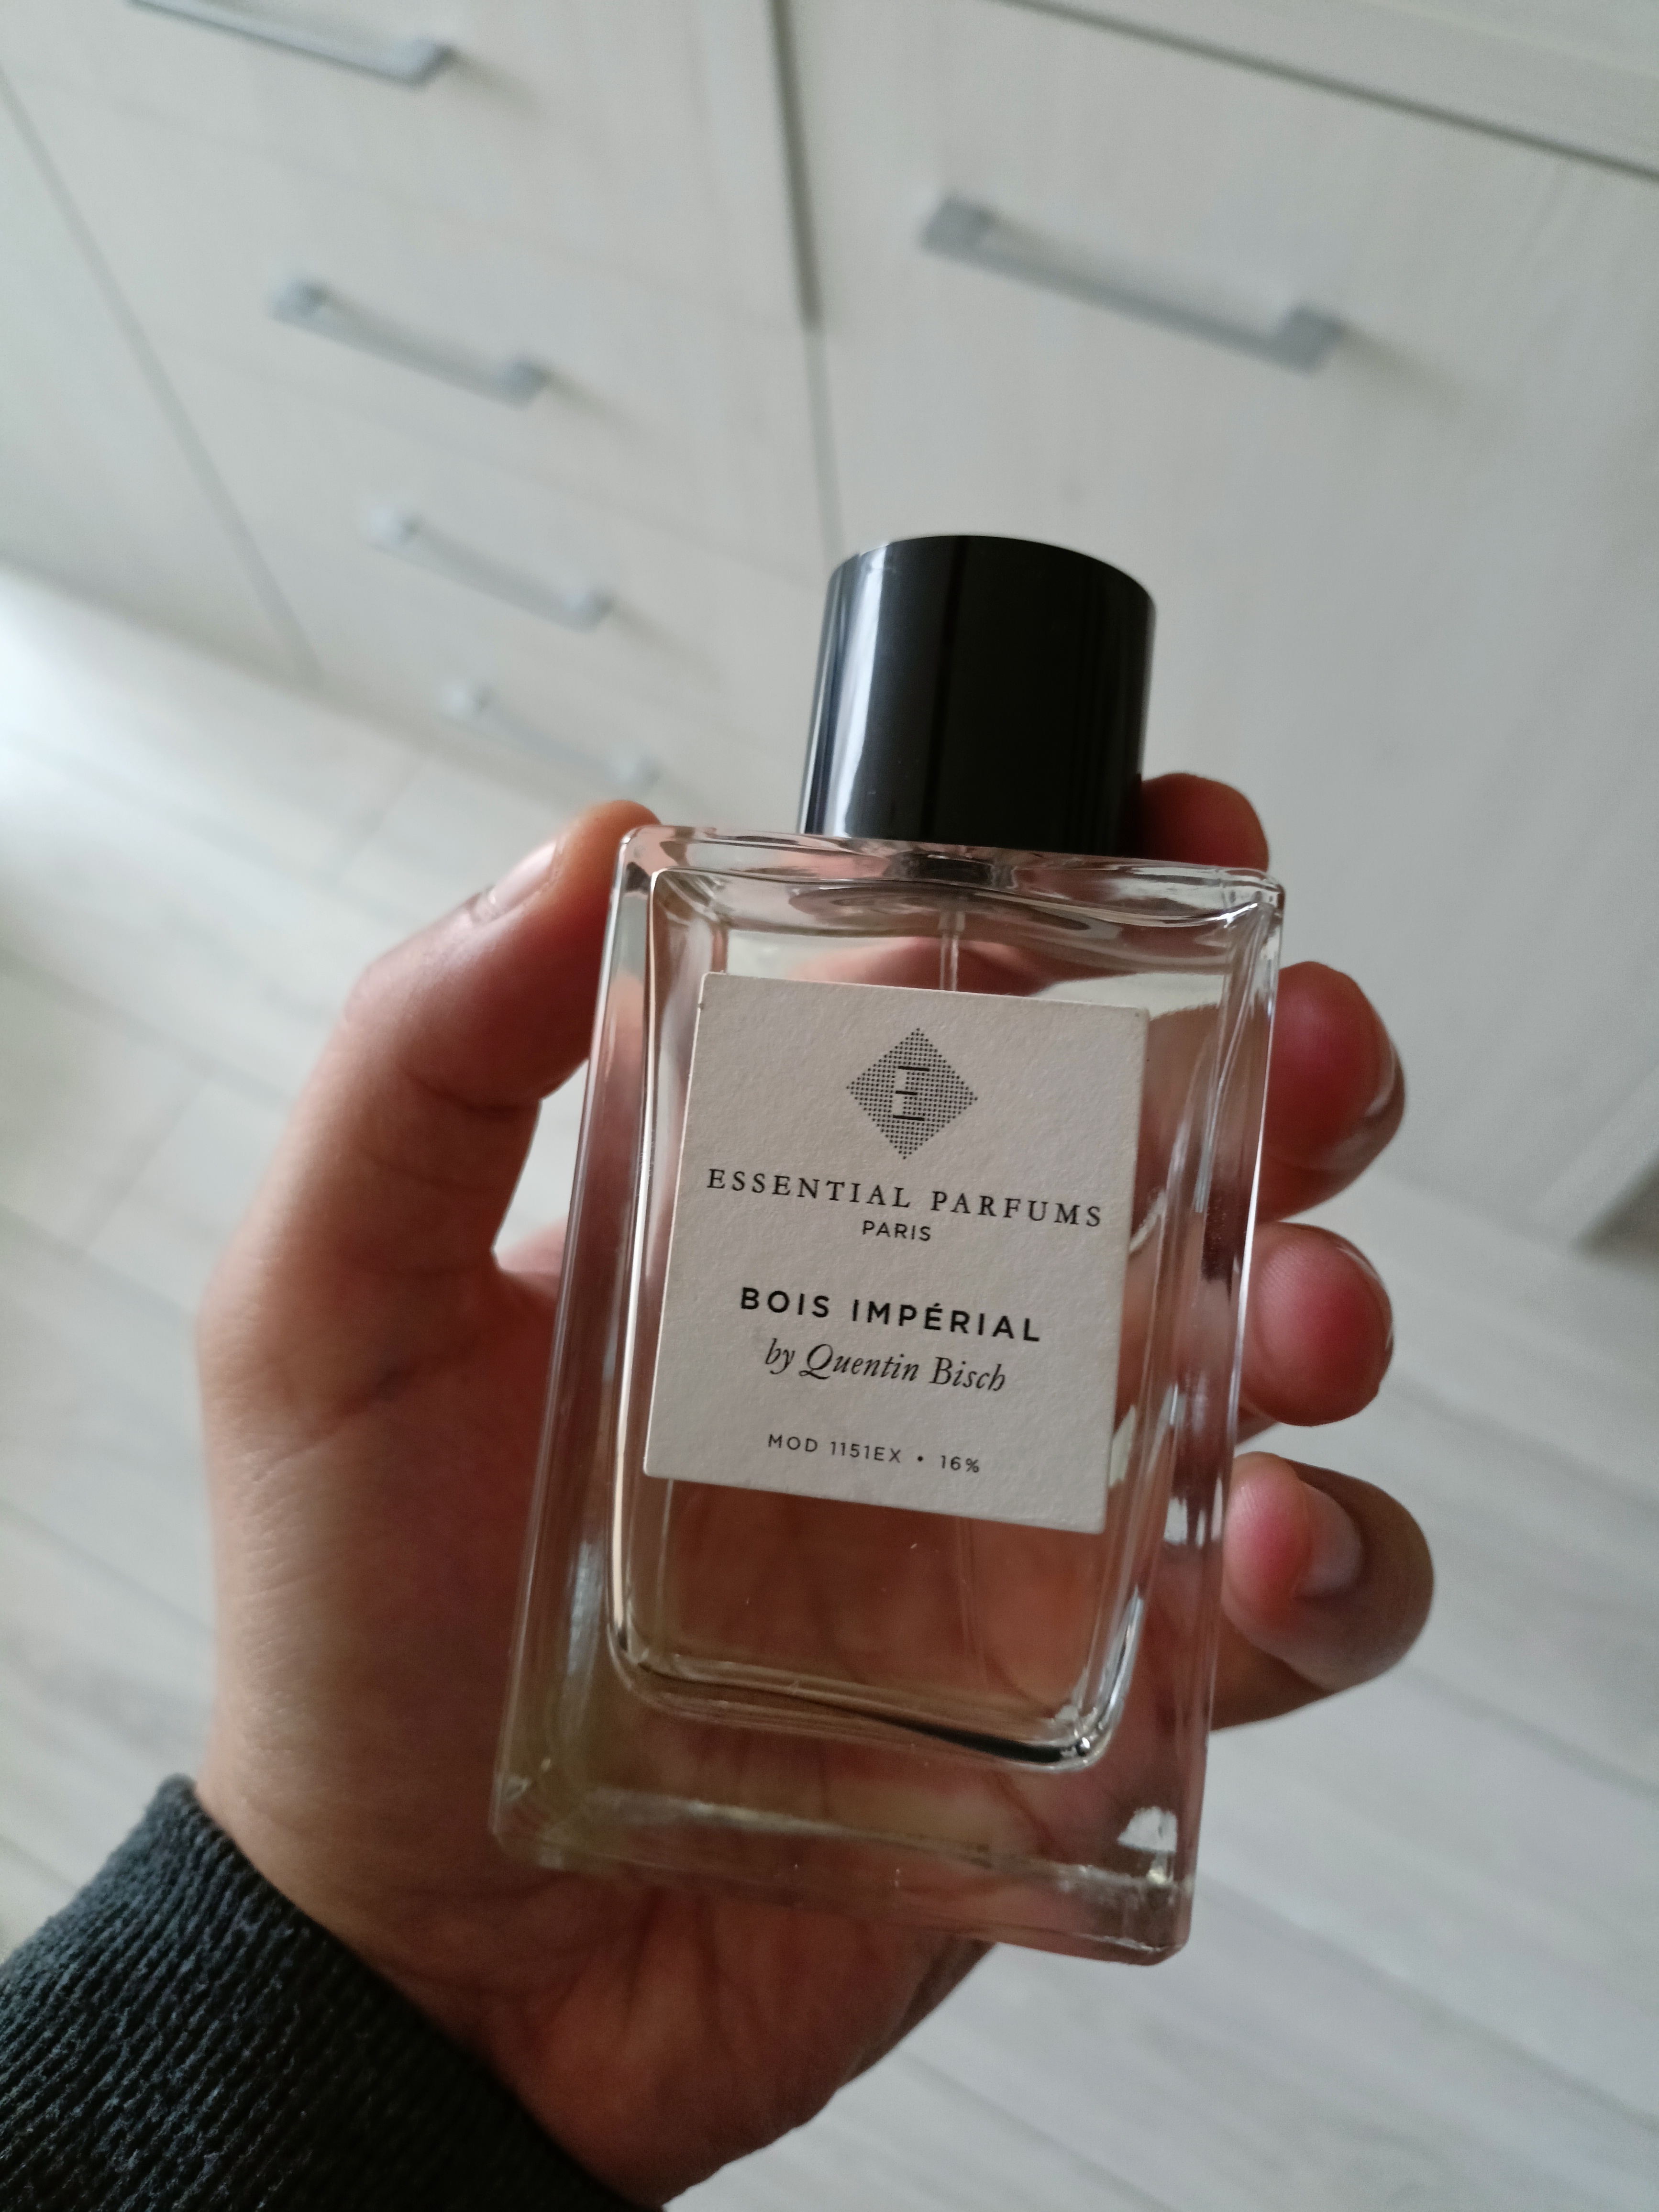 E
ESSENTIAL PARFUMS
PARIS
BOIS IMPÉRIAL
by Quentin Bisch
MOD 1151EX • 16%